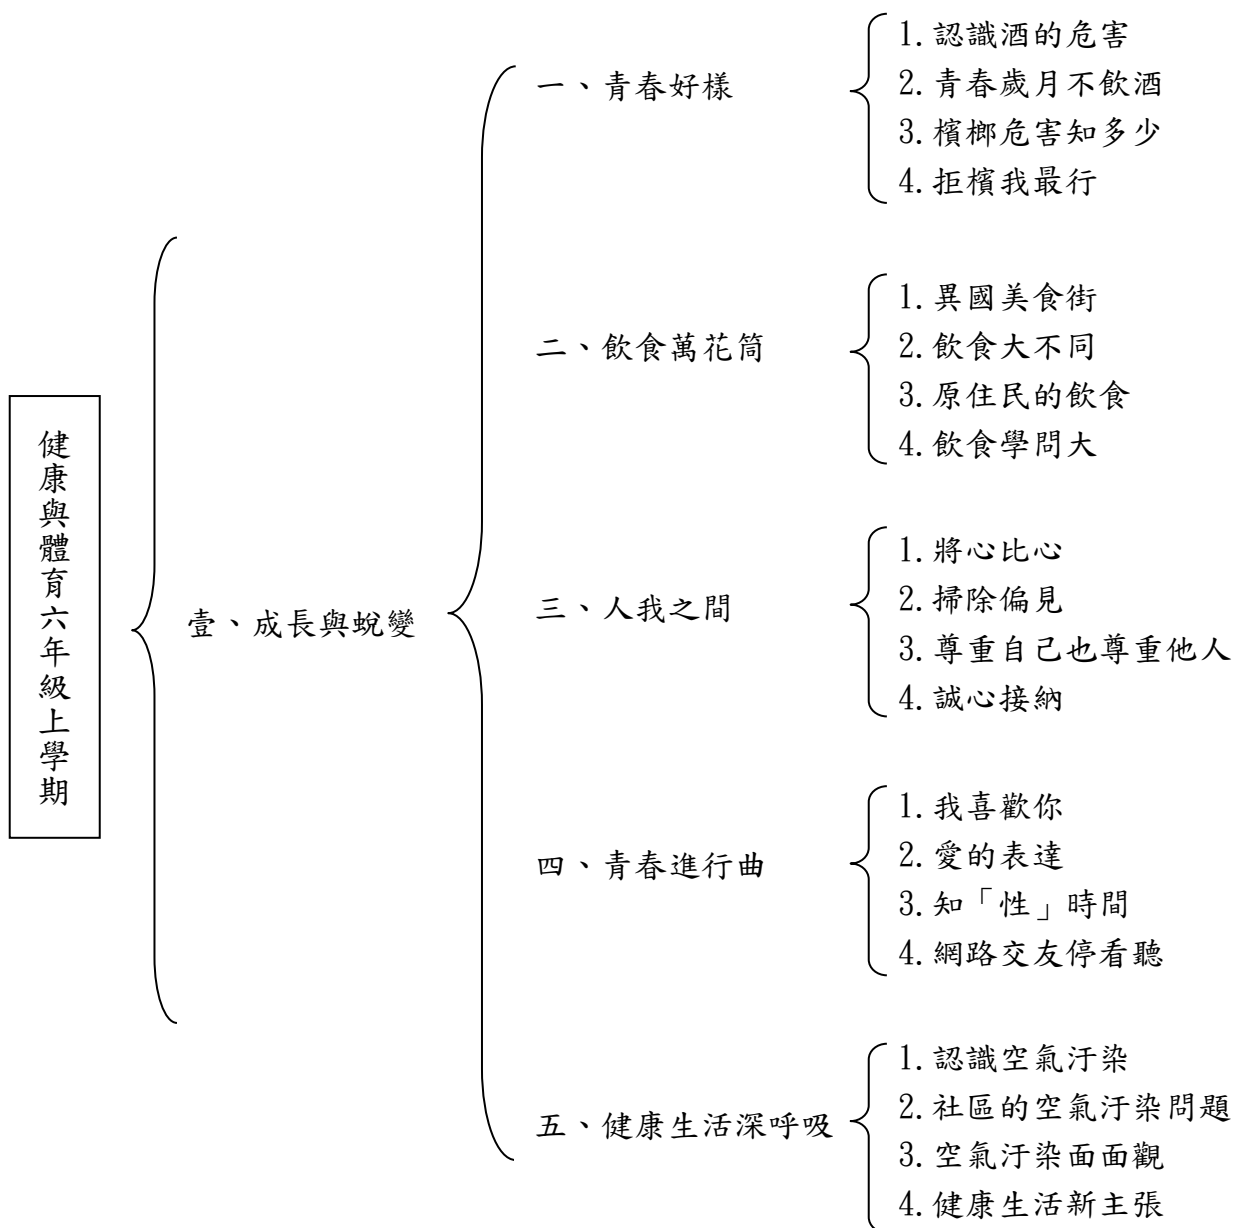 健康與體育六年級上學期
壹、成長與蛻變
一、青春好樣
1.認識酒的危害
2.青春歲月不飲酒
3.檳榔危害知多少
4.拒檳我最行
二、飲食萬花筒
1.異國美食街
2.飲食大不同
3.原住民的飲食
4.飲食學問大
三、人我之間
1.將心比心
2.掃除偏見
3.尊重自己也尊重他人
4.誠心接納
四、青春進行曲
1.我喜歡你
2.愛的表達
3.知「性」時間
4.網路交友停看聽
五、健康生活深呼吸
1.認識空氣汙染
2.社區的空氣汙染問題
3.空氣汙染面面觀
4.健康生活新主張